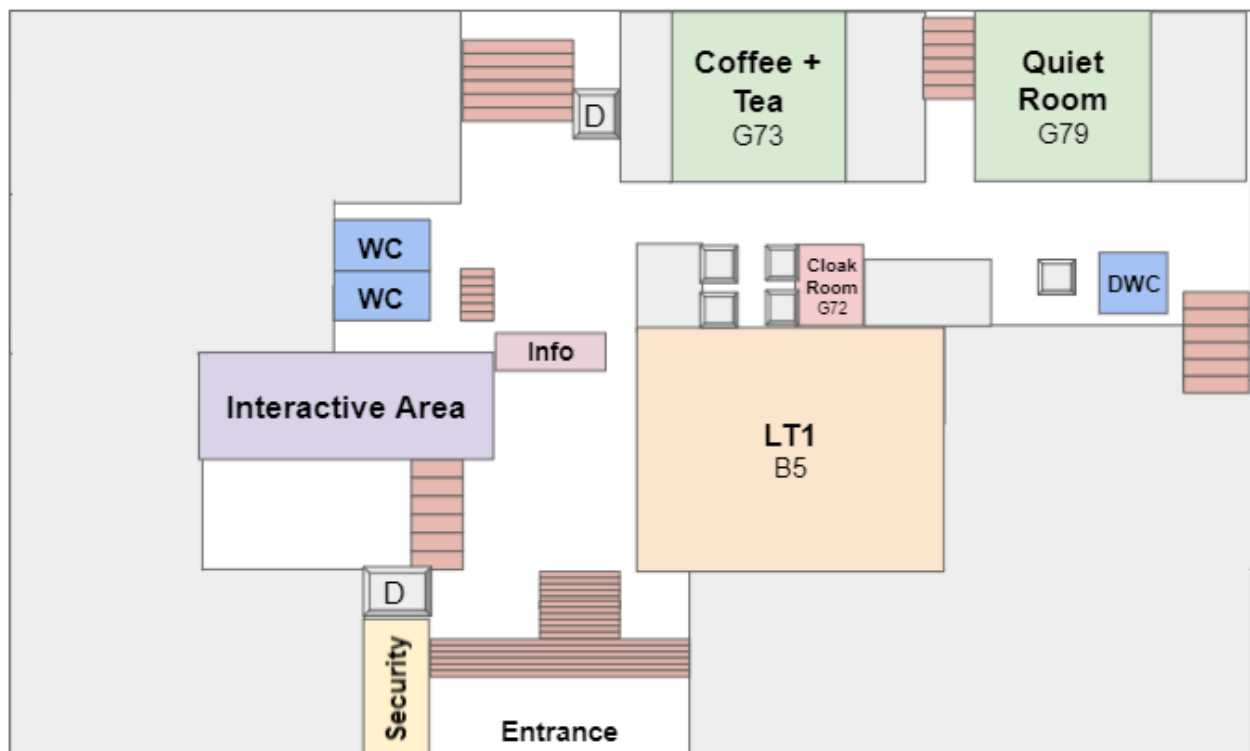 Coffee +
Tea
G73
Quiet
Room
G79
D
WC
WC
Cloak
Room
G72
DWC
Info
Interactive Area
LT1
B5
D
Security
Entrance